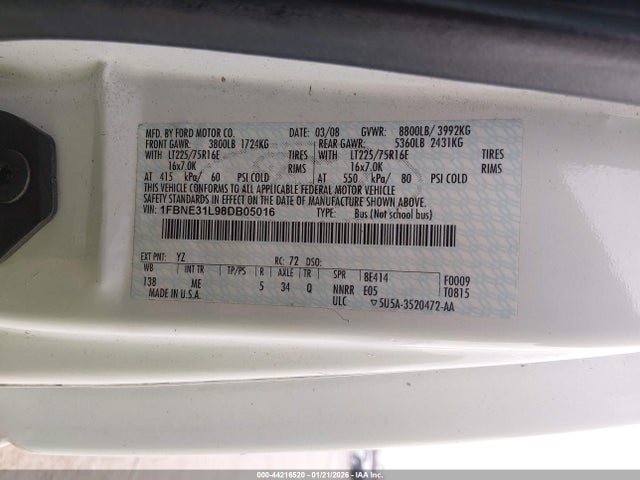 MFD. BY FORD MOTOR CO. DATE: 03/08 GVWR: 8800LB/ 3992KG
FRONT GAWR: 3800LB 1724KG REAR GAWR: 5360LB 2431KG
WITH LT225/75R16E TIRES WITH LT225/75R16E TIRES
16x7.0K RIMS 16x7.0K RIMS
AT 415 kPa/ 60 PSI COLD AT 550 kPa/ 80 PSI COLD
THIS VEHICLE CONFORMS TO ALL APPLICABLE FEDERAL MOTOR VEHICLE
SAFETY STANDARDS IN EFFECT ON THE DATE OF MANUFACTURE SHOWN ABOVE.
VIN: 1FBNE31L98DB05016 TYPE: Bus (Not school bus)
EXT PNT: YZ RC: 72 DSO:
WB INT TR TP/PS R AXLE TR SPR BE414 F0009
138 ME 5 34 Q NNRR E05 T0815
MADE IN U.S.A. ULC 5U5A-3520472-AA
000-44216520 | 01/21/2026 - COPYRIGHT - IAA, LLC